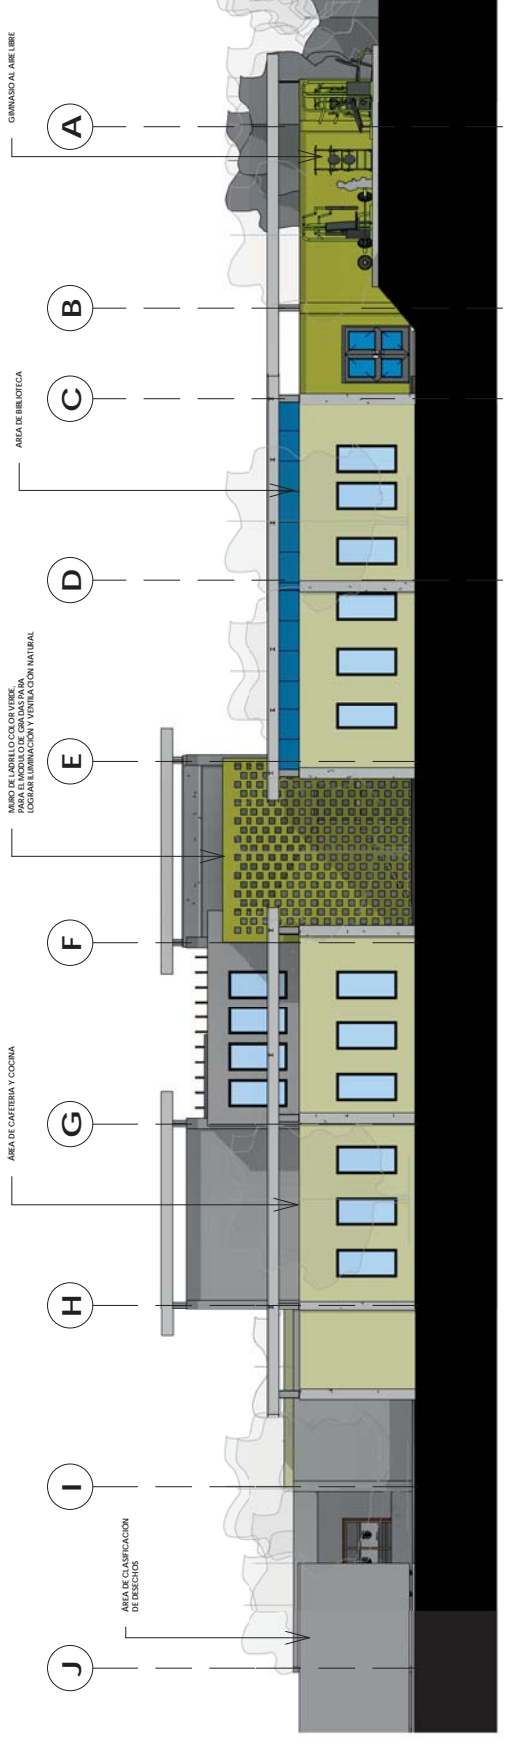 ÁREA DE CLASIFICACIÓN
DE DESECHOS
ÁREA DE CAFETERIA Y COCINA
MURO DE LADRILLO COLOR VERDE,
PARA EL MODULO DE GRADAS PARA
LOGRAR ILUMINACIÓN Y VENTILACIÓN NATURAL
AREA DE BIBLIOTECA
GIMNASIO AL AIRE LIBRE
J
I
H
G
F
E
D
C
B
A